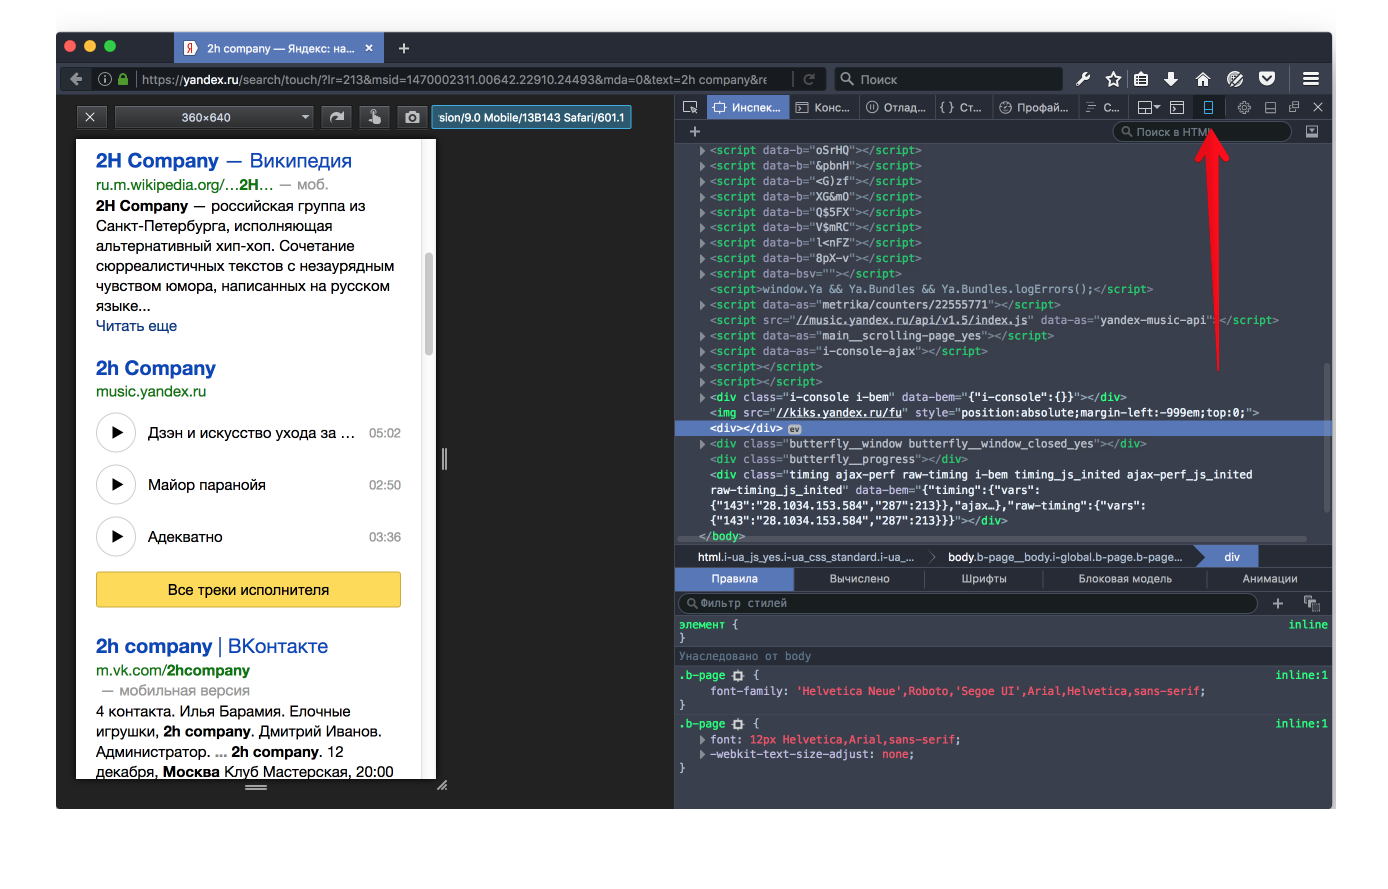 2h company — Яндекс: на...
https://yandex.ru/search/touch/?lr=213&msid=1470002311.00642.22910.24493&mda=0&text=2h company&re
Поиск
360×640
sion/9.0 Mobile/13B143 Safari/601.1
Инспек...
Конс...
Отлад...
{ } Ст...
Профай...
С...
2H Company — Википедия
ru.m.wikipedia.org/…2H… — моб.
2H Company — российская группа из
Санкт-Петербурга, исполняющая
альтернативный хип-хоп. Сочетание
сюрреалистичных текстов с незаурядным
чувством юмора, написанных на русском
языке...
Читать еще
2h Company
music.yandex.ru
Дзэн и искусство ухода за ... 05:02
Майор паранойя 02:50
Адекватно 03:36
Все треки исполнителя
2h company | ВКонтакте
m.vk.com/2hcompany
— мобильная версия
4 контакта. Илья Барамия. Елочные
игрушки, 2h company. Дмитрий Иванов.
Администратор. ... 2h company. 12
декабря, Москва Клуб Мастерская, 20:00
+
Поиск в HTML
<script data-b="oSrHQ"></script>
<script data-b="&pbnH"></script>
<script data-b="<G)zf"></script>
<script data-b="XG&mO"></script>
<script data-b="Q$5FX"></script>
<script data-b="V$mRC"></script>
<script data-b="l<nFZ"></script>
<script data-b="8pX-v"></script>
<script data-bsv=""></script>
<script>window.Ya && Ya.Bundles && Ya.Bundles.logErrors();</script>
<script data-as="metrika/counters/22555771"></script>
<script src="//music.yandex.ru/api/v1.5/index.js" data-as="yandex-music-api"></script>
<script data-as="main__scrolling-page_yes"></script>
<script data-as="i-console-ajax"></script>
<script></script>
<script></script>
<div class="i-console i-bem" data-bem="{"i-console":{}}"></div>
<img src="//kiks.yandex.ru/fu" style="position:absolute;margin-left:-999em;top:0;">
<div></div> ev
<div class="butterfly__window butterfly__window_closed_yes"></div>
<div class="butterfly__progress"></div>
<div class="timing ajax-perf raw-timing i-bem timing_js_inited ajax-perf_js_inited
raw-timing_js_inited" data-bem="{"timing":{"vars":
{"143":"28.1034.153.584","287":213}},"ajax…},"raw-timing":{"vars":
{"143":"28.1034.153.584","287":213}}}"></div>
</body>
html.i-ua_js_yes.i-ua_css_standard.i-ua_...
body.b-page__body.i-global.b-page.b-page...
div
Правила
Вычислено
Шрифты
Блоковая модель
Анимации
Фильтр стилей
элемент { inline
}
Унаследовано от body
.b-page { inline:1
font-family: 'Helvetica Neue',Roboto,'Segoe UI',Arial,Helvetica,sans-serif;
}
.b-page { inline:1
font: 12px Helvetica,Arial,sans-serif;
-webkit-text-size-adjust: none;
}